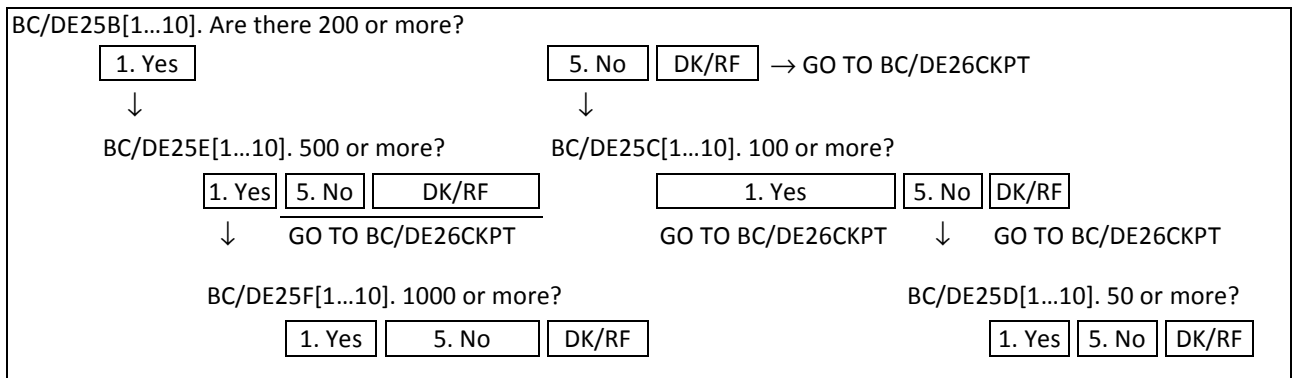 BC/DE25B[1…10]. Are there 200 or more?
1. Yes 5. No DK/RF → GO TO BC/DE26CKPT
↓ ↓
BC/DE25E[1…10]. 500 or more? BC/DE25C[1…10]. 100 or more?
1. Yes 5. No DK/RF 1. Yes 5. No DK/RF
↓ GO TO BC/DE26CKPT GO TO BC/DE26CKPT ↓ GO TO BC/DE26CKPT
BC/DE25F[1…10]. 1000 or more? BC/DE25D[1…10]. 50 or more?
1. Yes 5. No DK/RF 1. Yes 5. No DK/RF